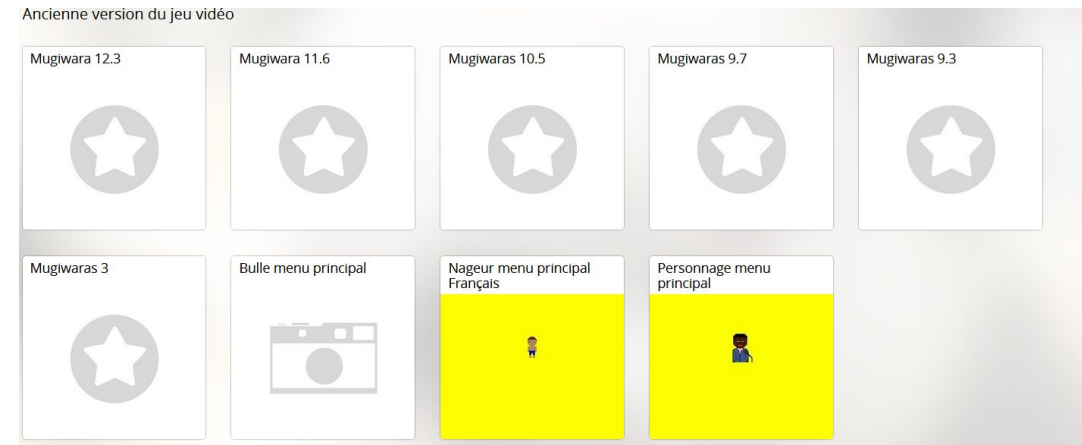 Ancienne version du jeu vidéo
Mugiwara 12.3
Mugiwara 11.6
Mugiwaras 10.5
Mugiwaras 9.7
Mugiwaras 9.3
Mugiwaras 3
Bulle menu principal
Nageur menu principal
Français
Personnage menu
principal